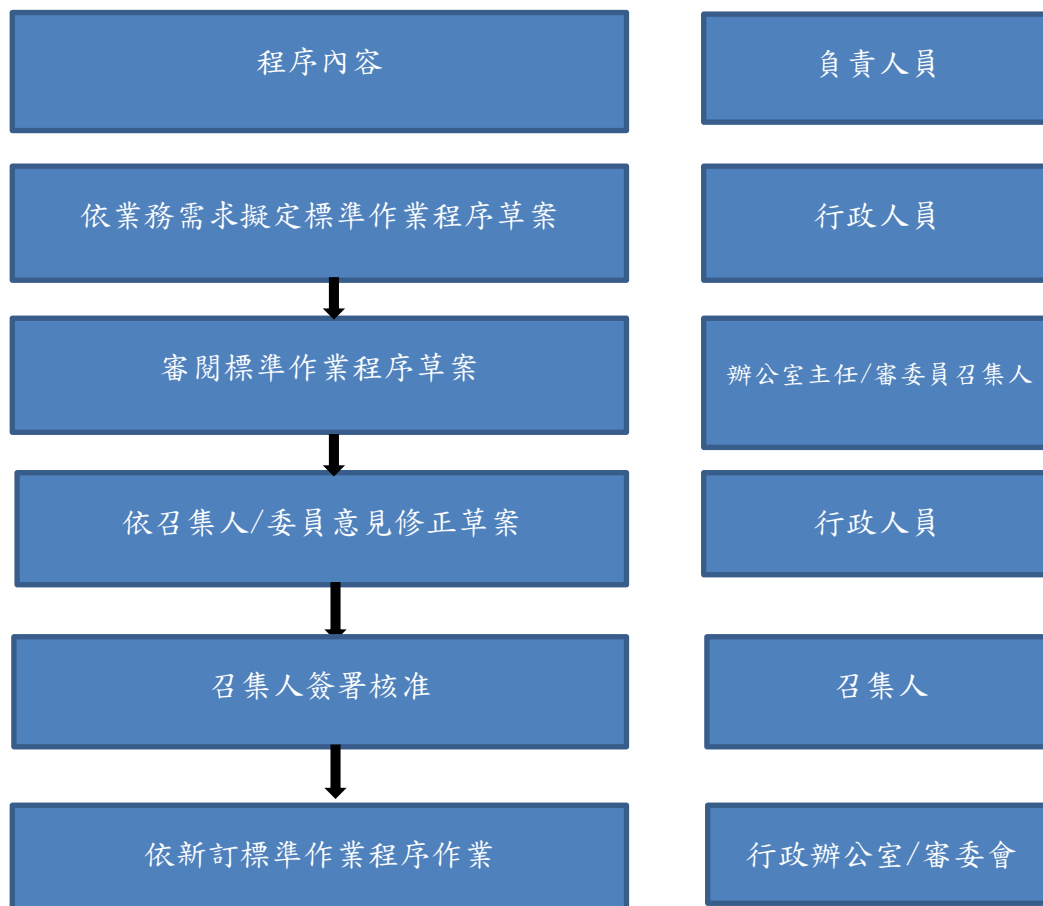 程序內容
負責人員
依業務需求擬定標準作業程序草案
行政人員
審閱標準作業程序草案
辦公室主任/審委員召集人
依召集人/委員意見修正草案
行政人員
召集人簽署核准
召集人
依新訂標準作業程序作業
行政辦公室/審委會